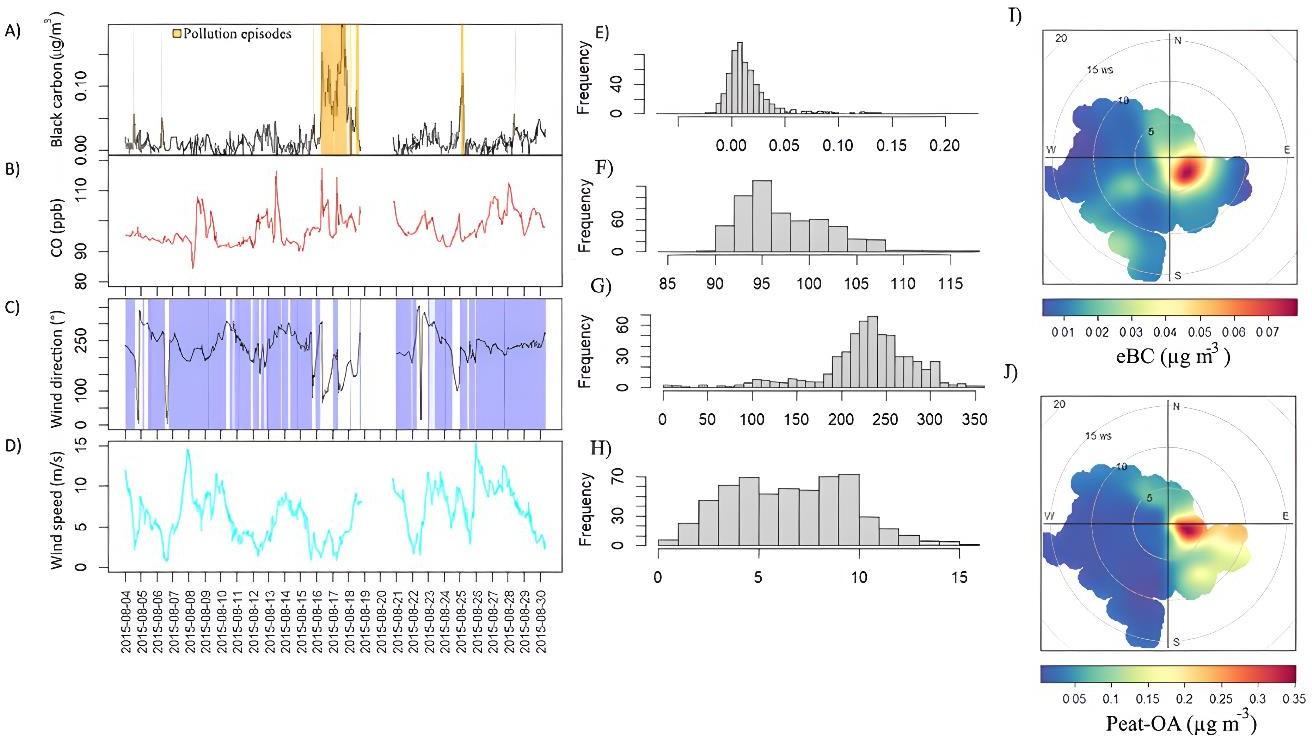 A)
Black carbon (ug/m³)
0.00 0.10
Pollution episodes
B)
CO (ppb)
80 90 110
C)
Wind direction (°)
0 100 250
D)
Wind speed (m/s)
0 5 10 15
2015-08-04
2015-08-05
2015-08-06
2015-08-07
2015-08-08
2015-08-09
2015-08-10
2015-08-11
2015-08-12
2015-08-13
2015-08-14
2015-08-15
2015-08-16
2015-08-17
2015-08-18
2015-08-19
2015-08-21
2015-08-22
2015-08-23
2015-08-24
2015-08-25
2015-08-26
2015-08-27
2015-08-28
2015-08-29
2015-08-30
E)
Frequency
0 40
0.00 0.05 0.10 0.15 0.20
F)
Frequency
0 60
85 90 95 100 105 110 115
G)
Frequency
0 30 60
0 50 100 150 200 250 300 350
H)
Frequency
0 30 70
0 5 10 15
I)
20
15 ws
10
5
N
W
E
S
0 01 0 02 0.03 0.04 0.05 0 06 0.07
eBC (µg m³)
J)
20
15 ws
10
5
N
W
E
S
0 05 0.1 0.15 0.2 0.25 0.3 0.35
Peat-OA (µg m⁻³)